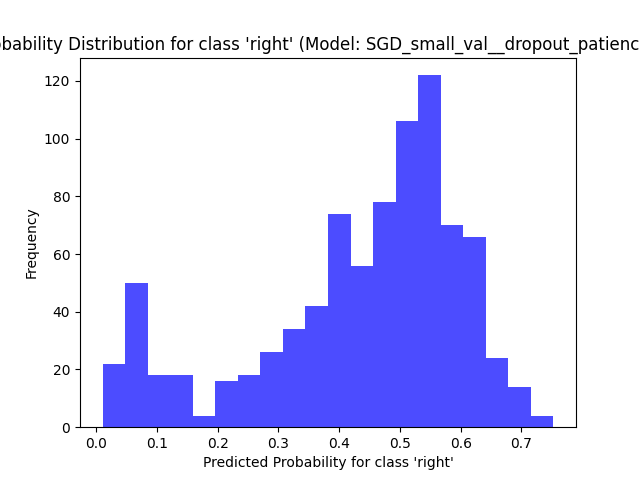 bability Distribution for class 'right' (Model: SGD_small_val__dropout_patienc
120
100
80
60
40
20
0
Frequency
0.0 0.1 0.2 0.3 0.4 0.5 0.6 0.7
Predicted Probability for class 'right'